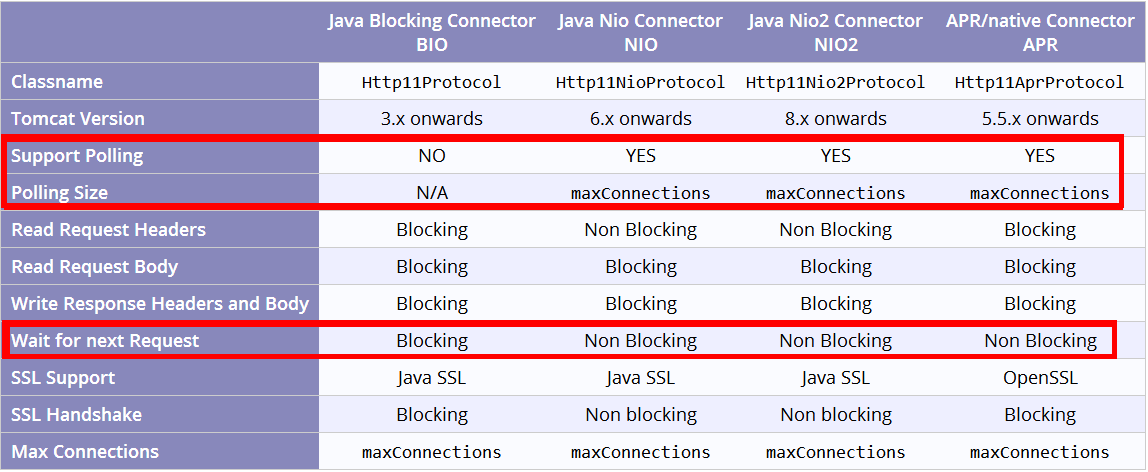 Java Blocking Connector Java Nio Connector Java Nio2 Connector APR/native Connector
BIO NIO NIO2 APR
Classname Http11Protocol Http11NioProtocol Http11Nio2Protocol Http11AprProtocol
Tomcat Version 3.x onwards 6.x onwards 8.x onwards 5.5.x onwards
Support Polling NO YES YES YES
Polling Size N/A maxConnections maxConnections maxConnections
Read Request Headers Blocking Non Blocking Non Blocking Blocking
Read Request Body Blocking Blocking Blocking Blocking
Write Response Headers and Body Blocking Blocking Blocking Blocking
Wait for next Request Blocking Non Blocking Non Blocking Non Blocking
SSL Support Java SSL Java SSL Java SSL OpenSSL
SSL Handshake Blocking Non blocking Non blocking Blocking
Max Connections maxConnections maxConnections maxConnections maxConnections